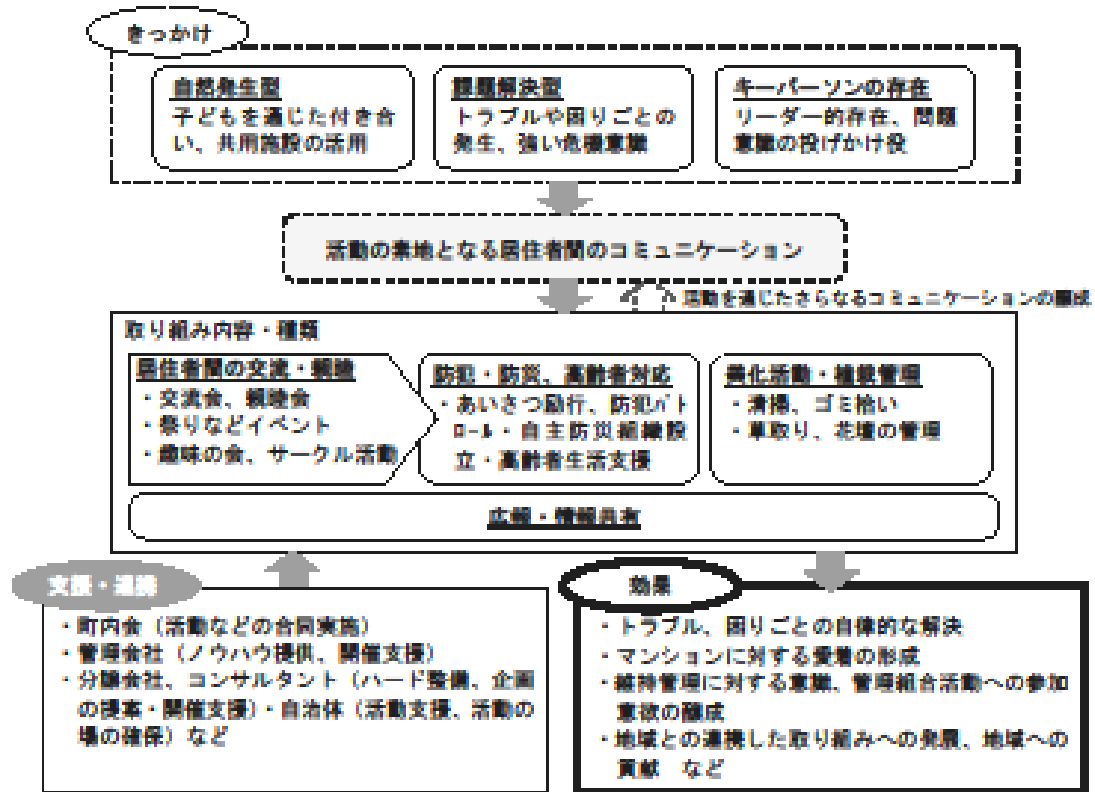 きっかけ
自然発生型
子どもを通じた付き合
い、共用施設の活用
課題解決型
トラブルや困りごとの
発生、強い危機意識
キーパーソンの存在
リーダー的存在、問題
意識の投げかけ役
活動の素地となる居住者間のコミュニケーション
活動を通じたさらなるコミュニケーションの醸成
取り組み内容・種類
居住者間の交流・親睦
・交流会、親睦会
・祭りなどイベント
・趣味の会、サークル活動
防犯・防災、高齢者対応
・あいさつ励行、防犯パト
ロール・自主防災組織設
立・高齢者生活支援
美化活動・植栽管理
・清掃、ゴミ拾い
・草取り、花壇の管理
広報・情報共有
支援・連携
・町内会（活動などの合同実施）
・管理会社（ノウハウ提供、開催支援）
・分譲会社、コンサルタント（ハード整備、企画
の提案・開催支援）・自治体（活動支援、活動の
場の確保）など
効果
・トラブル、困りごとの自律的な解決
・マンションに対する愛着の形成
・維持管理に対する意識、管理組合活動への参加
意欲の醸成
・地域との連携した取り組みへの発展、地域への
貢献　など